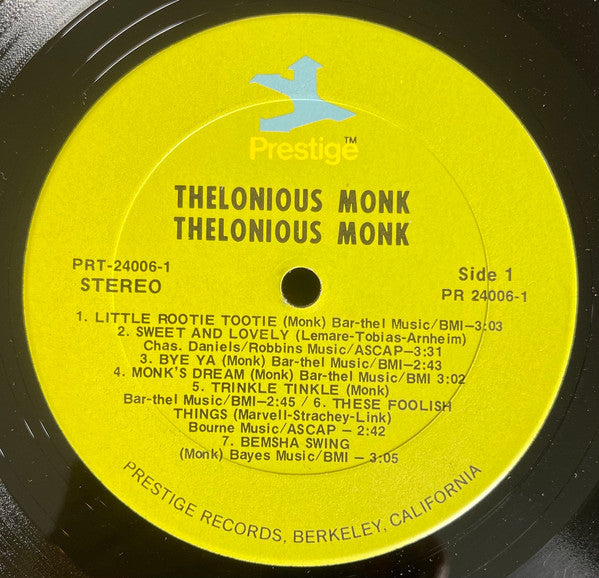 Prestige™
THELONIOUS MONK
THELONIOUS MONK
PRT-24006-1
STEREO
Side 1
PR 24006-1
1. LITTLE ROOTIE TOOTIE (Monk) Bar-thel Music/BMI—3:03
2. SWEET AND LOVELY (Lemare-Tobias-Arnheim)
Chas. Daniels/Robbins Music/ASCAP—3:31
3. BYE YA (Monk) Bar-thel Music/BMI—2:43
4. MONK'S DREAM (Monk) Bar-thel Music/BMI 3:02
5. TRINKLE TINKLE (Monk)
Bar-thel Music/BMI—2:45 / 6. THESE FOOLISH
THINGS (Marvell-Strachey-Link)
Bourne Music/ASCAP — 2:42
7. BEMSHA SWING
(Monk) Bayes Music/BMI — 3:05
PRESTIGE RECORDS, BERKELEY, CALIFORNIA